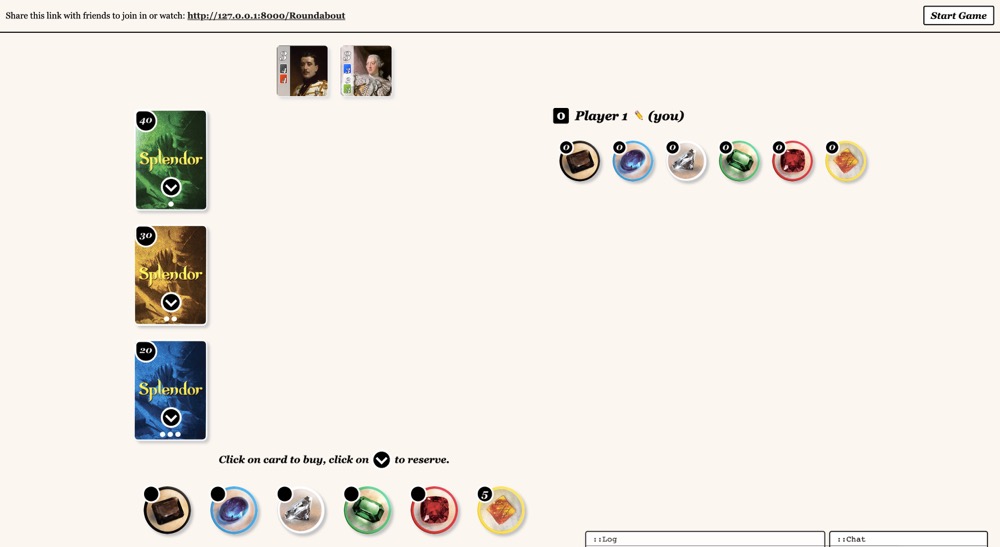 Share this link with friends to join in or watch: http://127.0.0.1:8000/Roundabout
Start Game
40
Splendor
30
Splendor
20
Splendor
0 Player 1 ✏️ (you)
0 0 0 0 0 0
Click on card to buy, click on to reserve.
5
::Log
::Chat